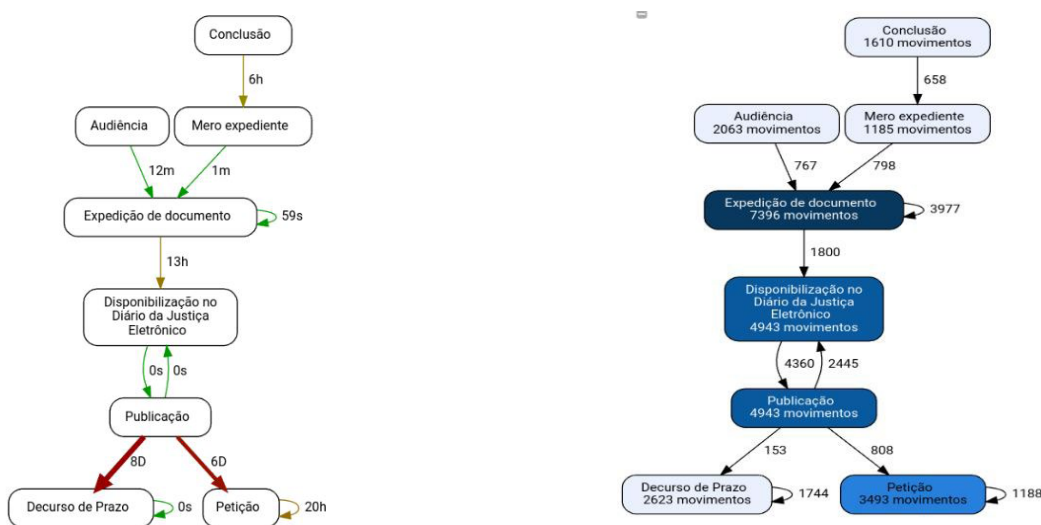 Conclusão
6h
Audiência
Mero expediente
12m
1m
Expedição de documento
59s
13h
Disponibilização no
Diário da Justiça
Eletrônico
0s
0s
Publicação
8D
6D
Decurso de Prazo
0s
Petição
20h
Conclusão
1610 movimentos
658
Audiência
2063 movimentos
Mero expediente
1185 movimentos
767
798
Expedição de documento
7396 movimentos
3977
1800
Disponibilização no
Diário da Justiça
Eletrônico
4943 movimentos
4360
2445
Publicação
4943 movimentos
153
808
Decurso de Prazo
2623 movimentos
1744
Petição
3493 movimentos
1188